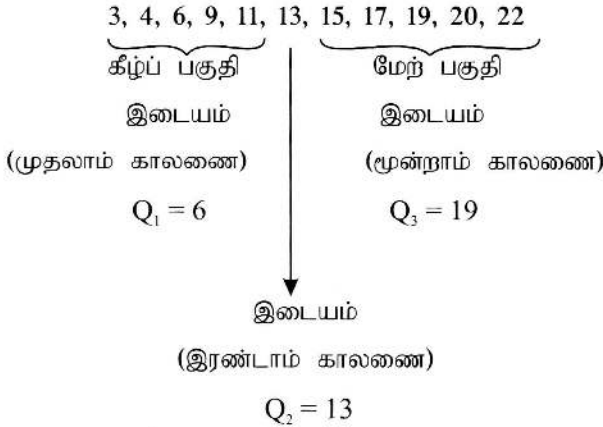 3, 4, 6, 9, 11, 13, 15, 17, 19, 20, 22
கீழ்ப் பகுதி மேற் பகுதி
இடையம் இடையம்
(முதலாம் காலணை) (மூன்றாம் காலணை)
Q₁ = 6 Q₃ = 19
இடையம்
(இரண்டாம் காலணை)
Q₂ = 13